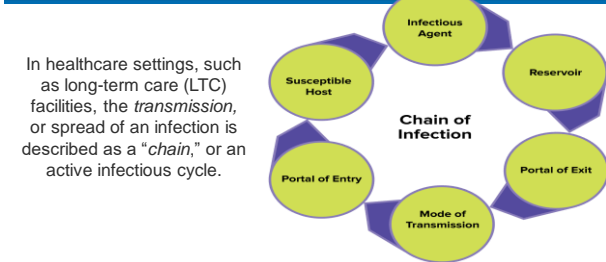 In healthcare settings, such
as long-term care (LTC)
facilities, the transmission,
or spread of an infection is
described as a “chain,” or an
active infectious cycle.
Infectious
Agent
Reservoir
Portal of Exit
Mode of
Transmission
Portal of Entry
Susceptible
Host
Chain of
Infection